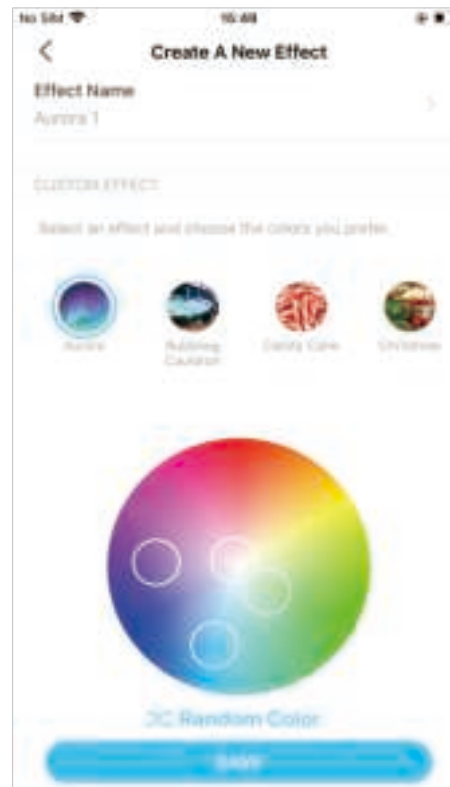 No SIM 16:48
Create A New Effect
Effect Name
Aurora 1
CUSTOM EFFECT
Select an effect and choose the colors you prefer.
Aurora
Bubbling
Cauldron
Candy Cane
Christmas
Random Color
SAVE